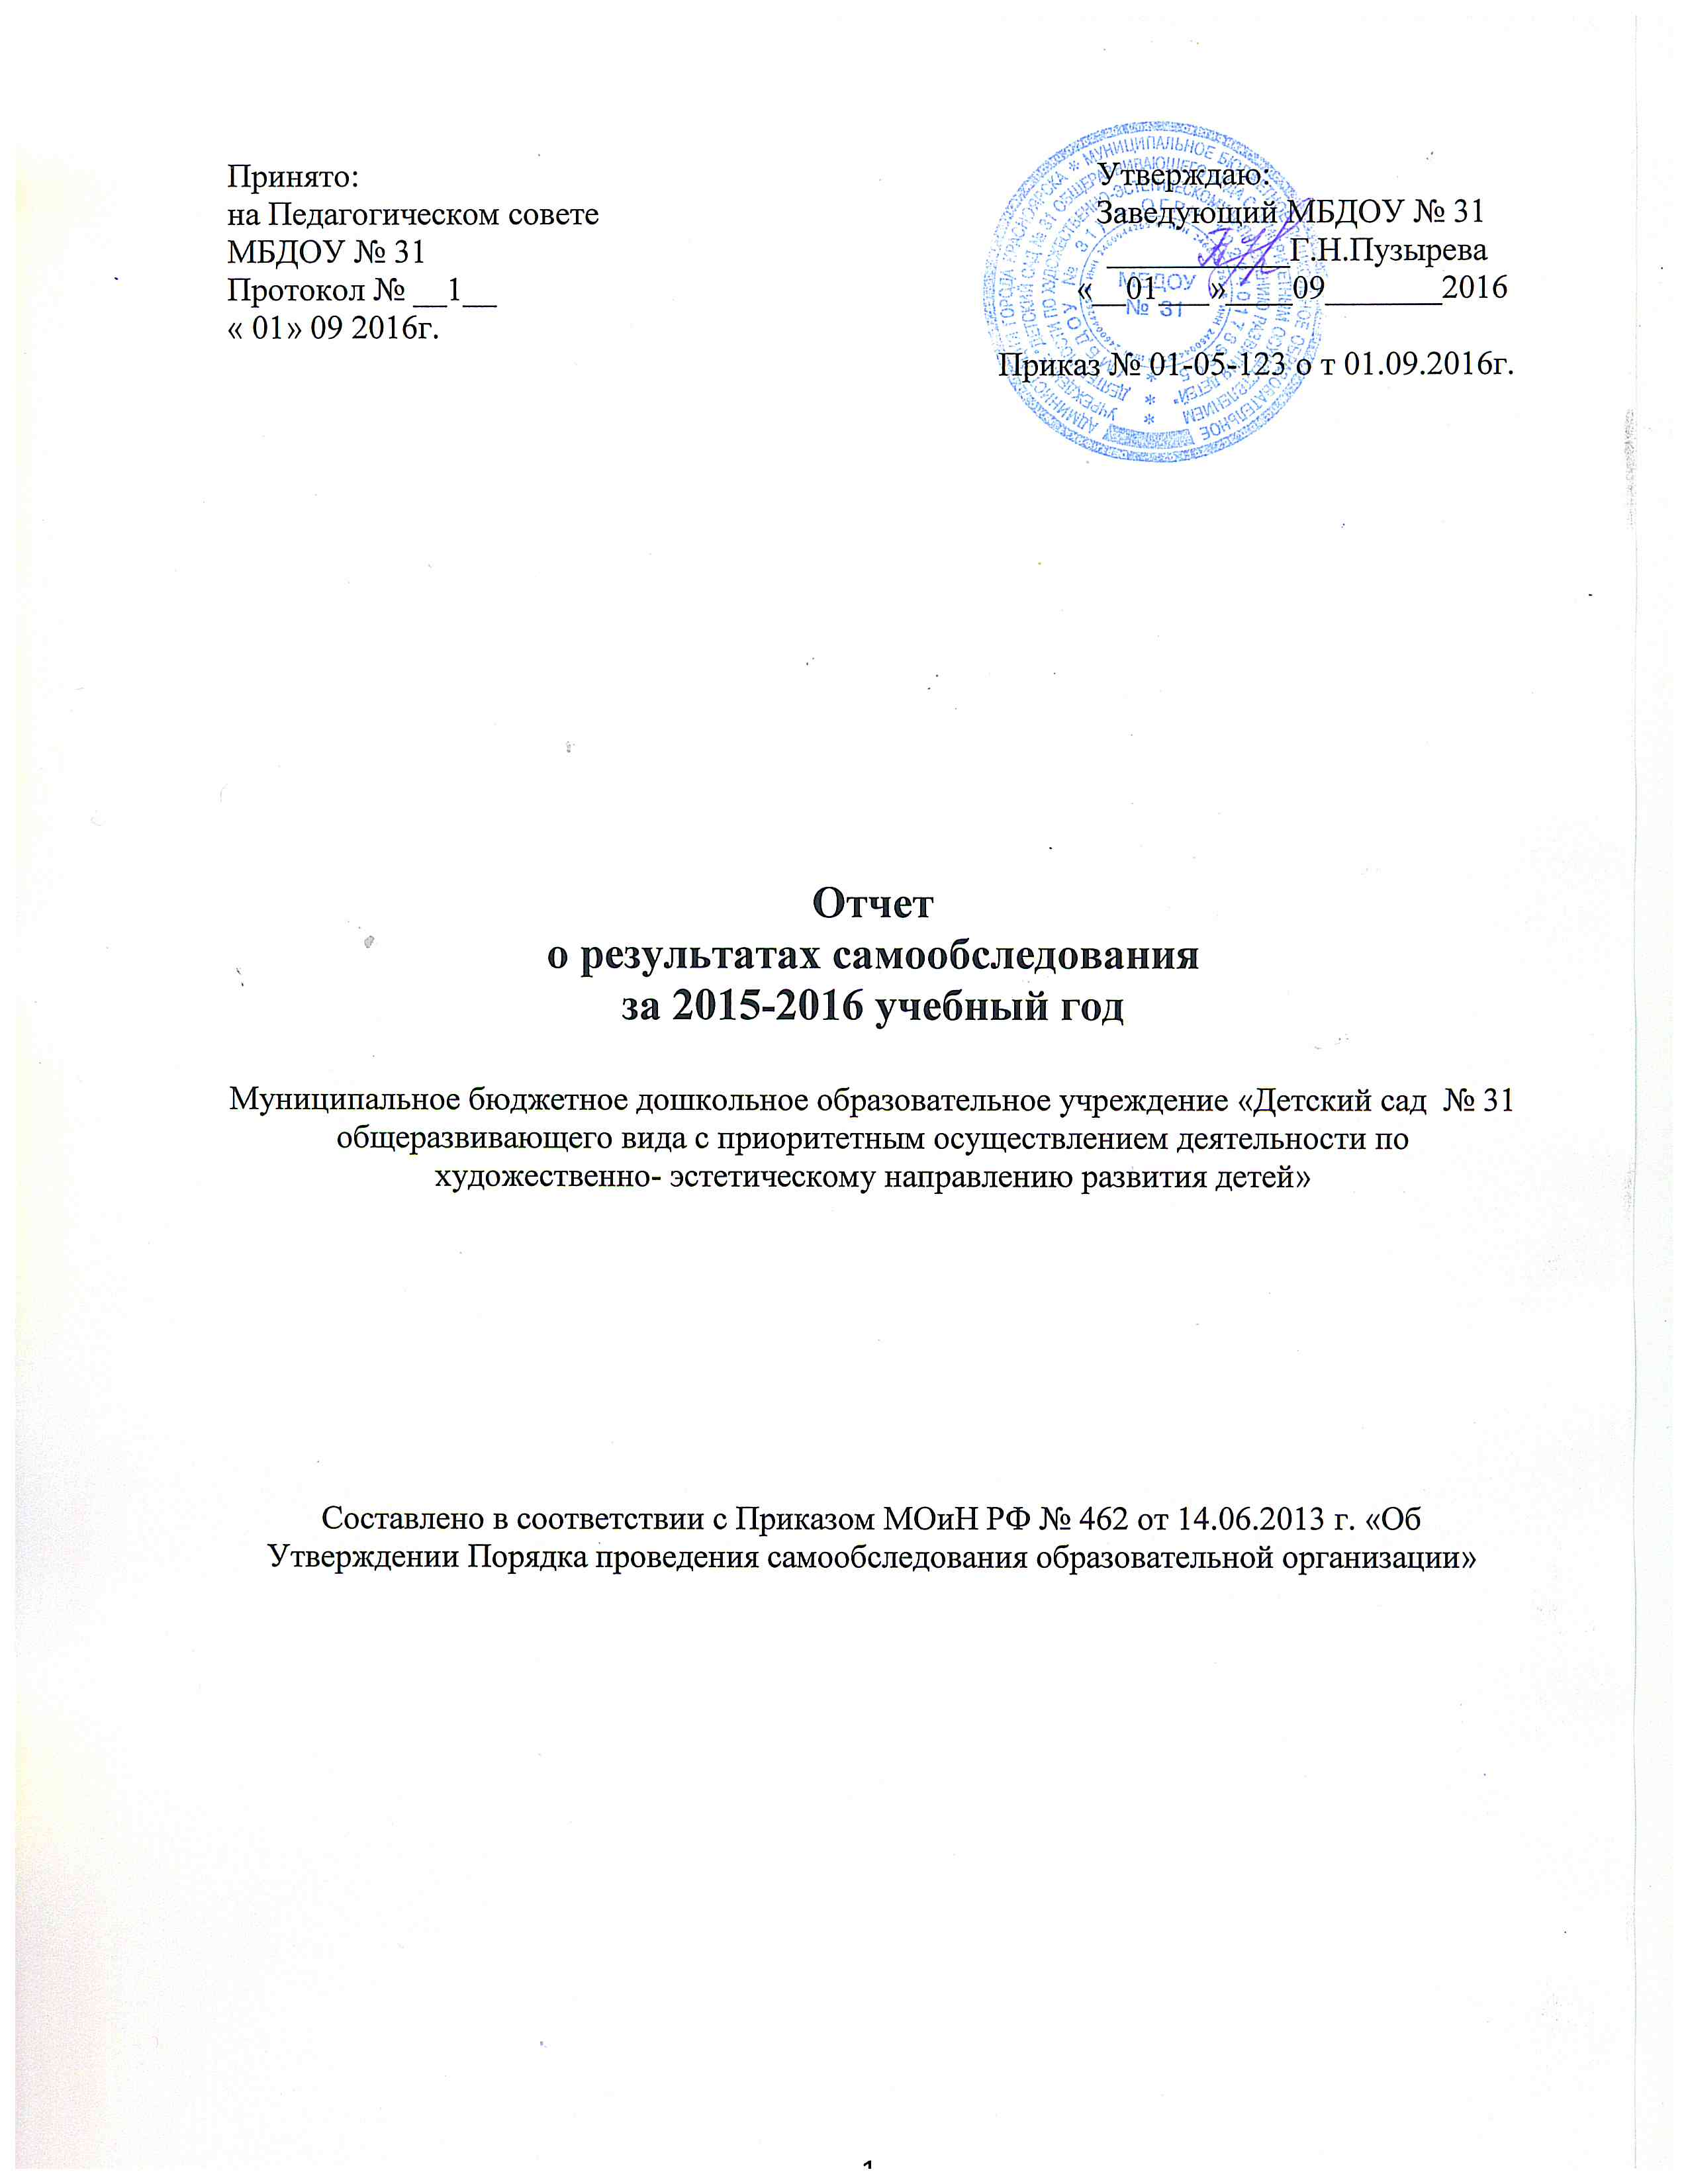 Принято:
на Педагогическом совете
МБДОУ № 31
Протокол № __1__
« 01» 09 2016г.
Утверждаю:
Заведующий МБДОУ № 31
___________Г.Н.Пузырева
«__01___»____09_______2016
Приказ № 01-05-123 о т 01.09.2016г.
МБДОУ
№ 31
Отчет
о результатах самообследования
за 2015-2016 учебный год
Муниципальное бюджетное дошкольное образовательное учреждение «Детский сад № 31
общеразвивающего вида с приоритетным осуществлением деятельности по
художественно- эстетическому направлению развития детей»
Составлено в соответствии с Приказом МОиН РФ № 462 от 14.06.2013 г. «Об
Утверждении Порядка проведения самообследования образовательной организации»
1